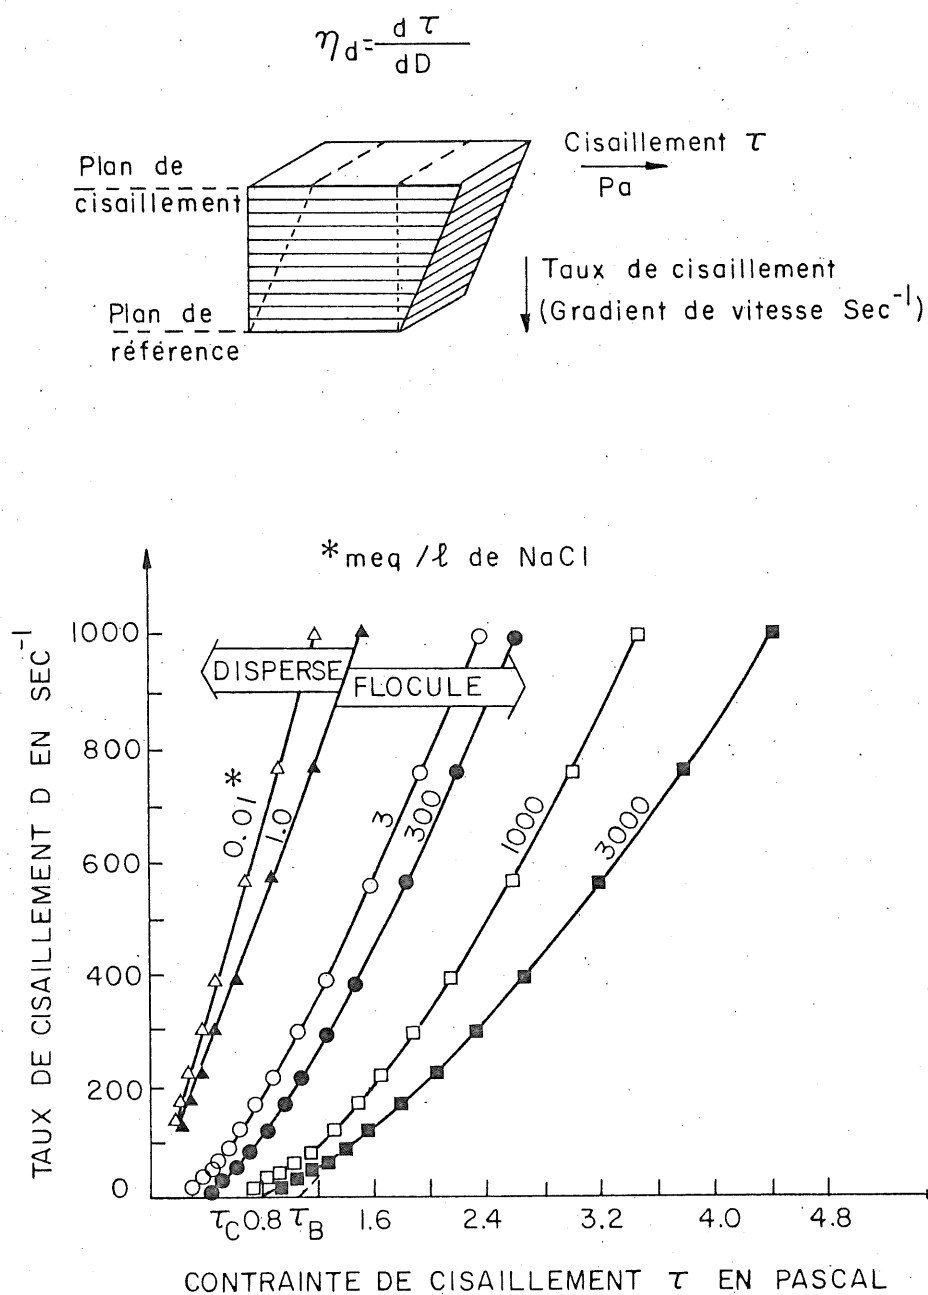 η d = d τ / dD
Plan de
cisaillement
Cisaillement τ
Pa
Taux de cisaillement
(Gradient de vitesse Sec⁻¹)
Plan de
référence
*meq /ℓ de NaCl
TAUX DE CISAILLEMENT D EN SEC⁻¹
1000
800
600
400
200
0
DISPERSE
FLOCULE
0.01*
1.0
3
300
1000
3000
τC 0.8 τB 1.6 2.4 3.2 4.0 4.8
CONTRAINTE DE CISAILLEMENT τ EN PASCAL